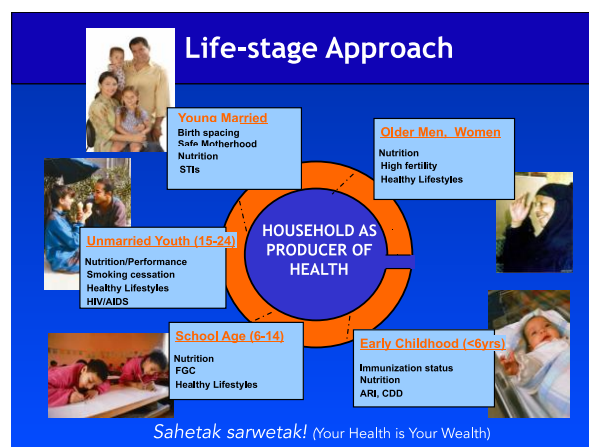 Life-stage Approach
Young Married
Birth spacing
Safe Motherhood
Nutrition
STIs
Older Men, Women
Nutrition
High fertility
Healthy Lifestyles
Unmarried Youth (15-24)
Nutrition/Performance
Smoking cessation
Healthy Lifestyles
HIV/AIDS
HOUSEHOLD AS
PRODUCER OF
HEALTH
School Age (6-14)
Nutrition
FGC
Healthy Lifestyles
Early Childhood (<6yrs)
Immunization status
Nutrition
ARI, CDD
Sahetak sarwetak! (Your Health is Your Wealth)